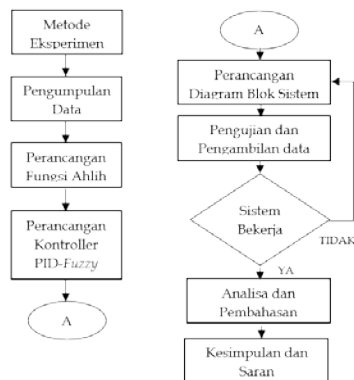 Metode
Eksperimen
Pengumpulan
Data
Perancangan
Fungsi Ahlih
Perancangan
Kontroller
PID-Fuzzy
A
A
Perancangan
Diagram Blok Sistem
Pengujian dan
Pengambilan data
Sistem
Bekerja
TIDAK
YA
Analisa dan
Pembahasan
Kesimpulan dan
Saran